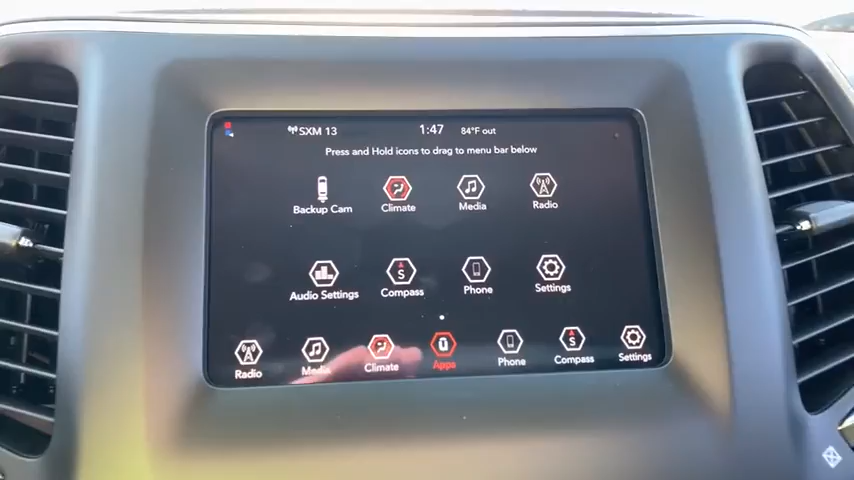 SXM 13 1:47 84°F out
Press and Hold icons to drag to menu bar below
Backup Cam Climate Media Radio
Audio Settings Compass Phone Settings
S
Radio Media Climate Apps Phone Compass Settings
S